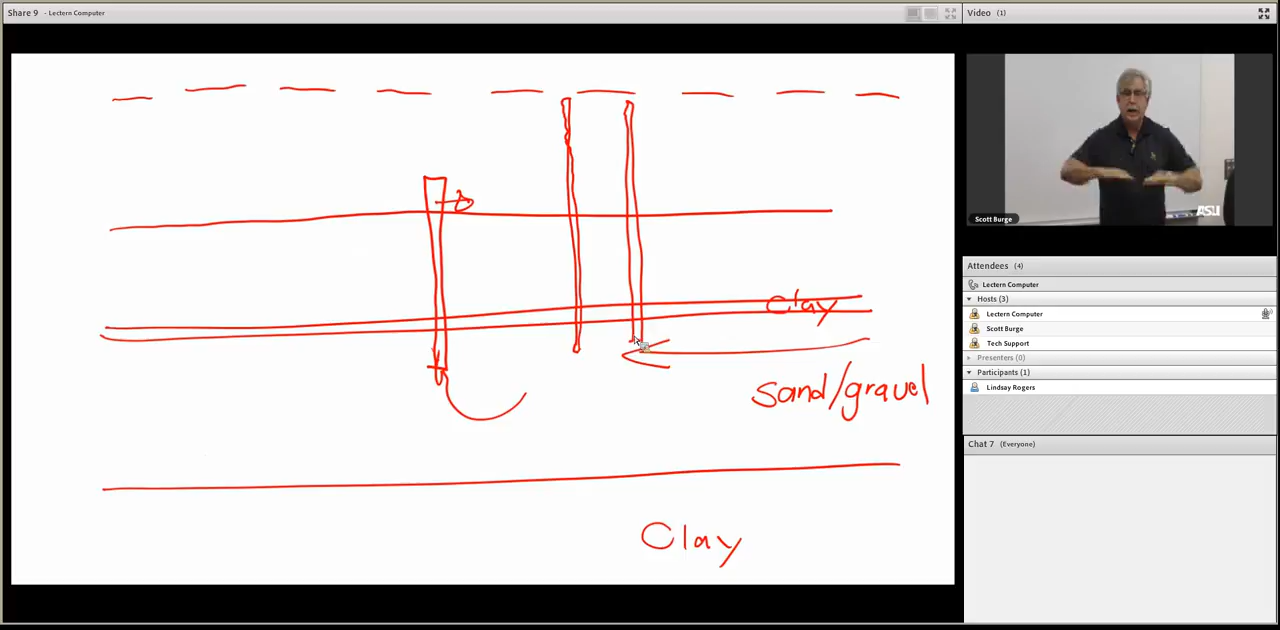 Share 9 - Lectern Computer
Video (1)
Clay
sand/gravel
Clay
Scott Burge
ASU
Attendees (4)
Lectern Computer
Hosts (3)
Lectern Computer
Scott Burge
Tech Support
Presenters (0)
Participants (1)
Lindsay Rogers
Chat 7 (Everyone)